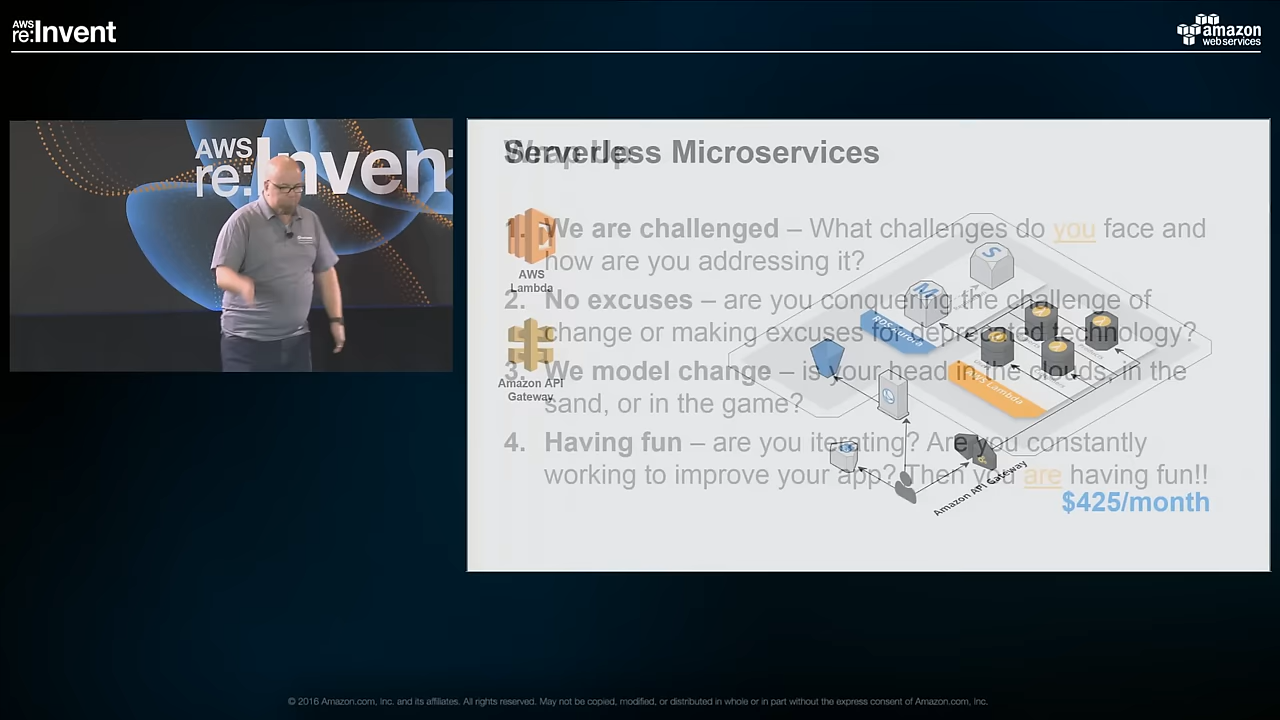 AWS
re:Invent
amazon
web services
AWS
re:Invent
Serverless Microservices
Wrap Up
1. We are challenged – What challenges do you face and
how are you addressing it?
2. No excuses – are you conquering the challenge of
change or making excuses for deprecated technology?
3. We model change – is your head in the clouds, in the
sand, or in the game?
4. Having fun – are you iterating? Are you constantly
working to improve your app? Then you are having fun!!
AWS
Lambda
Amazon API
Gateway
S
M
RDS Aurora
AWS Lambda
Amazon API Gateway
$425/month
© 2016 Amazon.com, Inc. and its affiliates. All rights reserved. May not be copied, modified, or distributed in whole or in part without the express consent of Amazon.com, Inc.